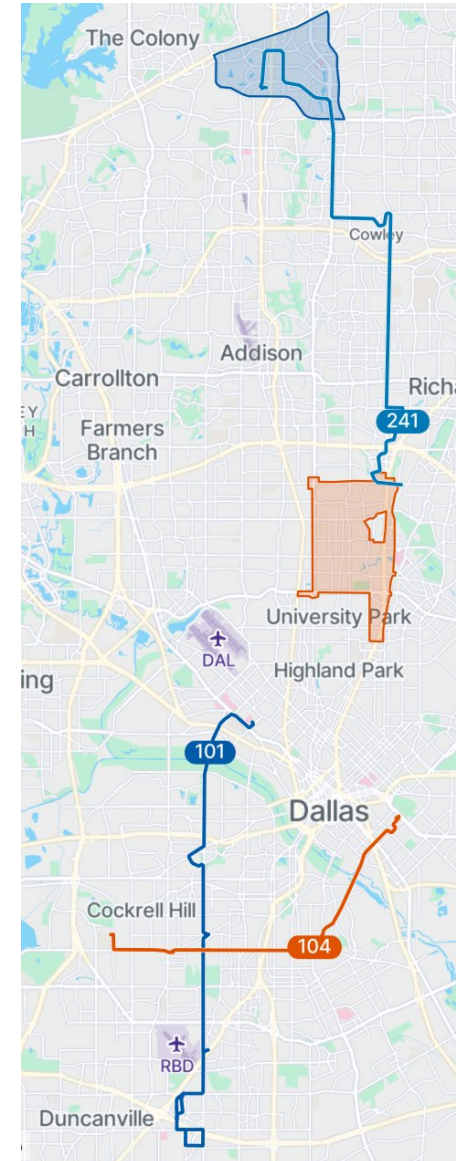 The Colony
Cowley
Addison
Carrollton
Richa
241
EY
H
Farmers
Branch
University Park
DAL
Highland Park
ing
101
Dallas
Cockrell Hill
104
RBD
Duncanville